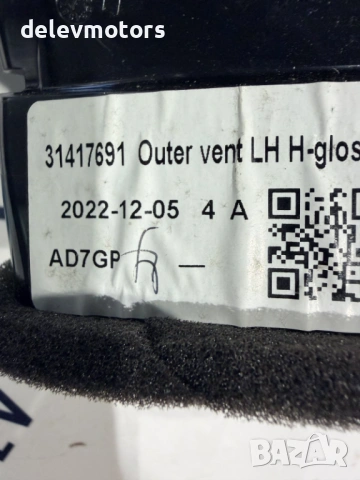 delevmotors
31417691 Outer vent LH H-glos
2022-12-05 4 A
AD7GP —
BAZAR